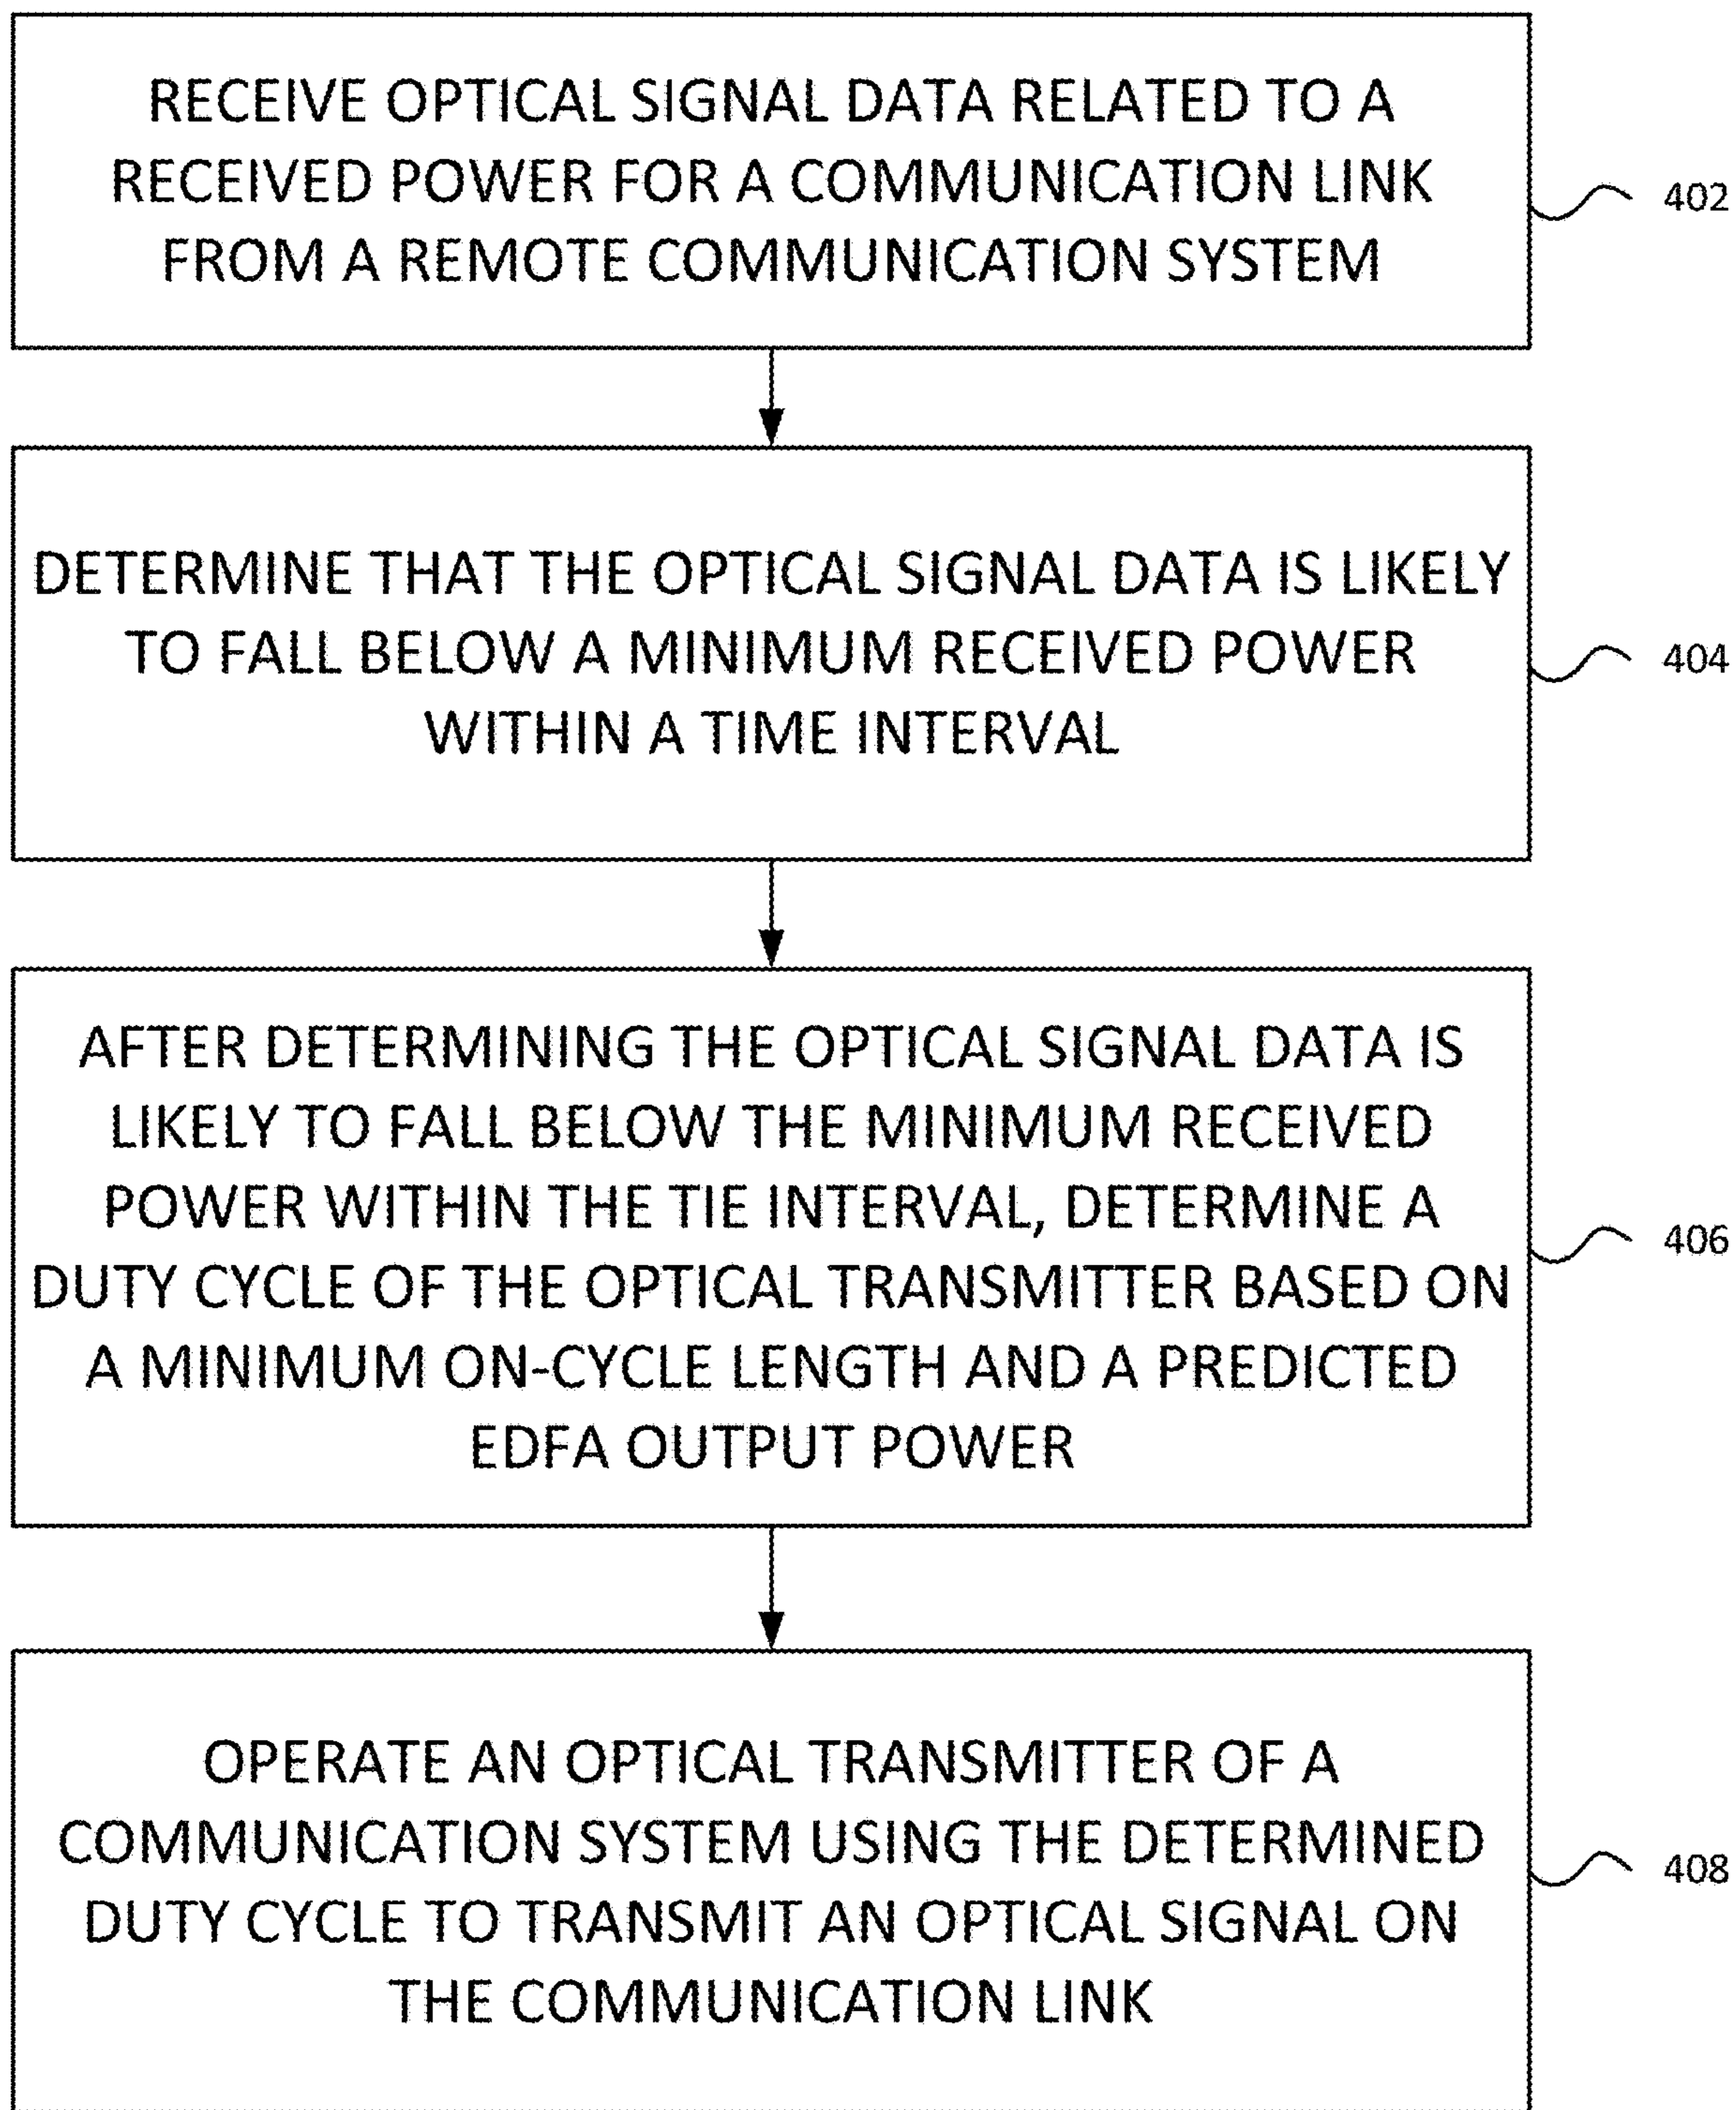 RECEIVE OPTICAL SIGNAL DATA RELATED TO A
RECEIVED POWER FOR A COMMUNICATION LINK
FROM A REMOTE COMMUNICATION SYSTEM
402
DETERMINE THAT THE OPTICAL SIGNAL DATA IS LIKELY
TO FALL BELOW A MINIMUM RECEIVED POWER
WITHIN A TIME INTERVAL
404
AFTER DETERMINING THE OPTICAL SIGNAL DATA IS
LIKELY TO FALL BELOW THE MINIMUM RECEIVED
POWER WITHIN THE TIE INTERVAL, DETERMINE A
DUTY CYCLE OF THE OPTICAL TRANSMITTER BASED ON
A MINIMUM ON-CYCLE LENGTH AND A PREDICTED
EDFA OUTPUT POWER
406
OPERATE AN OPTICAL TRANSMITTER OF A
COMMUNICATION SYSTEM USING THE DETERMINED
DUTY CYCLE TO TRANSMIT AN OPTICAL SIGNAL ON
THE COMMUNICATION LINK
408